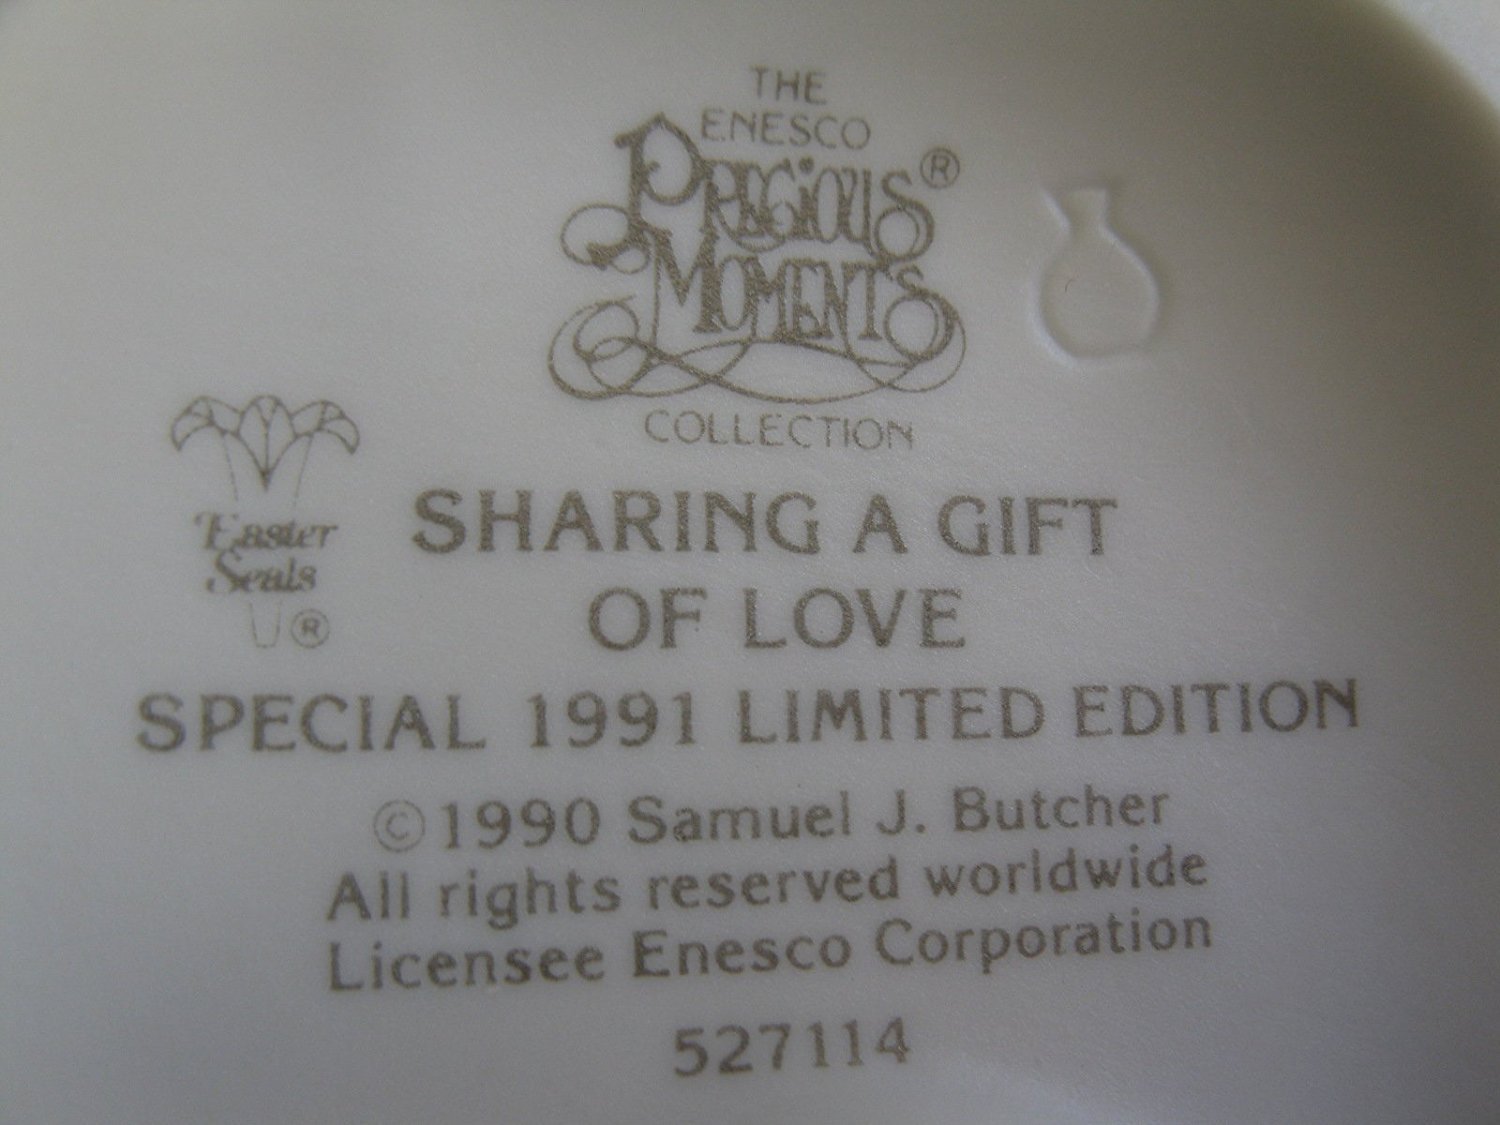 THE
ENESCO
PRECIOUS®
MOMENTS
COLLECTION
Easter
Seals
®
SHARING A GIFT
OF LOVE
SPECIAL 1991 LIMITED EDITION
©1990 Samuel J. Butcher
All rights reserved worldwide
Licensee Enesco Corporation
527114